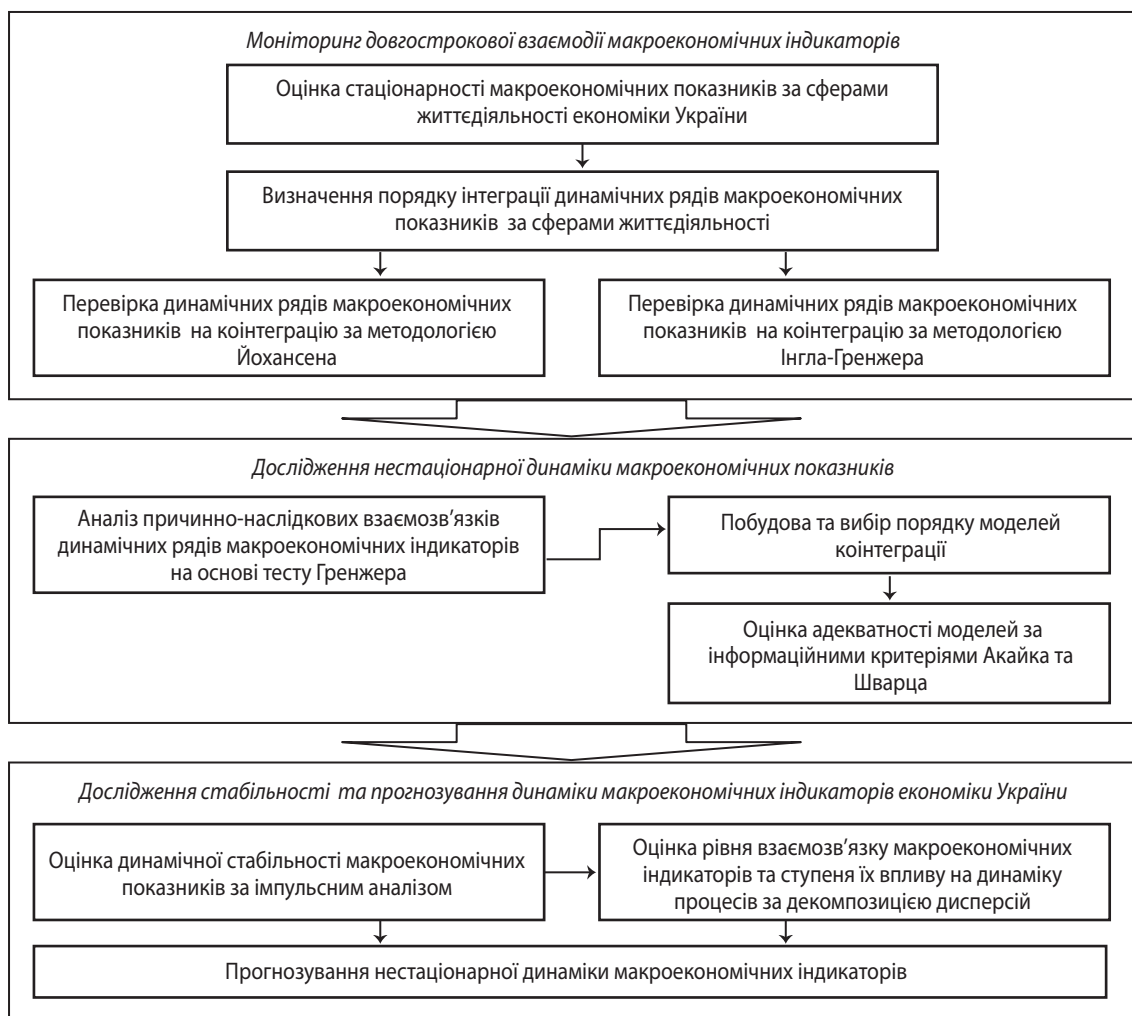 Моніторинг довгострокової взаємодії макроекономічних індикаторів
Оцінка стаціонарності макроекономічних показників за сферами
життєдіяльності економіки України
Визначення порядку інтеграції динамічних рядів макроекономічних
показників за сферами життєдіяльності
Перевірка динамічних рядів макроекономічних
показників на коінтеграцію за методологією
Йохансена
Перевірка динамічних рядів макроекономічних
показників на коінтеграцію за методологією
Інгла-Гренжера
Дослідження нестаціонарної динаміки макроекономічних показників
Аналіз причинно-наслідкових взаємозв'язків
динамічних рядів макроекономічних індикаторів
на основі тесту Гренжера
Побудова та вибір порядку моделей
коінтеграції
Оцінка адекватності моделей за
інформаційними критеріями Акайка та
Шварца
Дослідження стабільності та прогнозування динаміки макроекономічних індикаторів економіки України
Оцінка динамічної стабільності макроекономічних
показників за імпульсним аналізом
Оцінка рівня взаємозв'язку макроекономічних
індикаторів та ступеня їх впливу на динаміку
процесів за декомпозицією дисперсій
Прогнозування нестаціонарної динаміки макроекономічних індикаторів